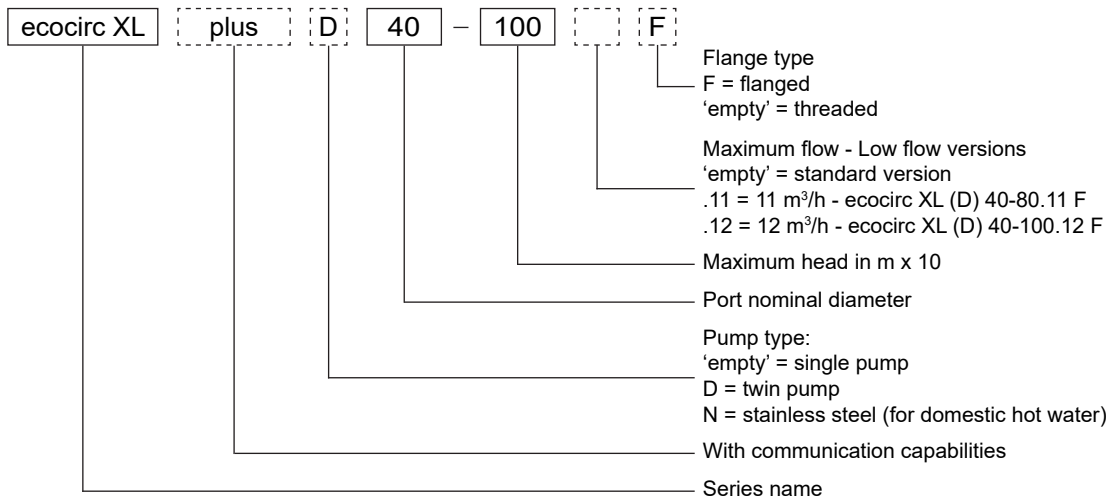 ecocirc XL plus D 40 – 100 F
Flange type
F = flanged
‘empty’ = threaded
Maximum flow - Low flow versions
‘empty’ = standard version
.11 = 11 m³/h - ecocirc XL (D) 40-80.11 F
.12 = 12 m³/h - ecocirc XL (D) 40-100.12 F
Maximum head in m x 10
Port nominal diameter
Pump type:
‘empty’ = single pump
D = twin pump
N = stainless steel (for domestic hot water)
With communication capabilities
Series name